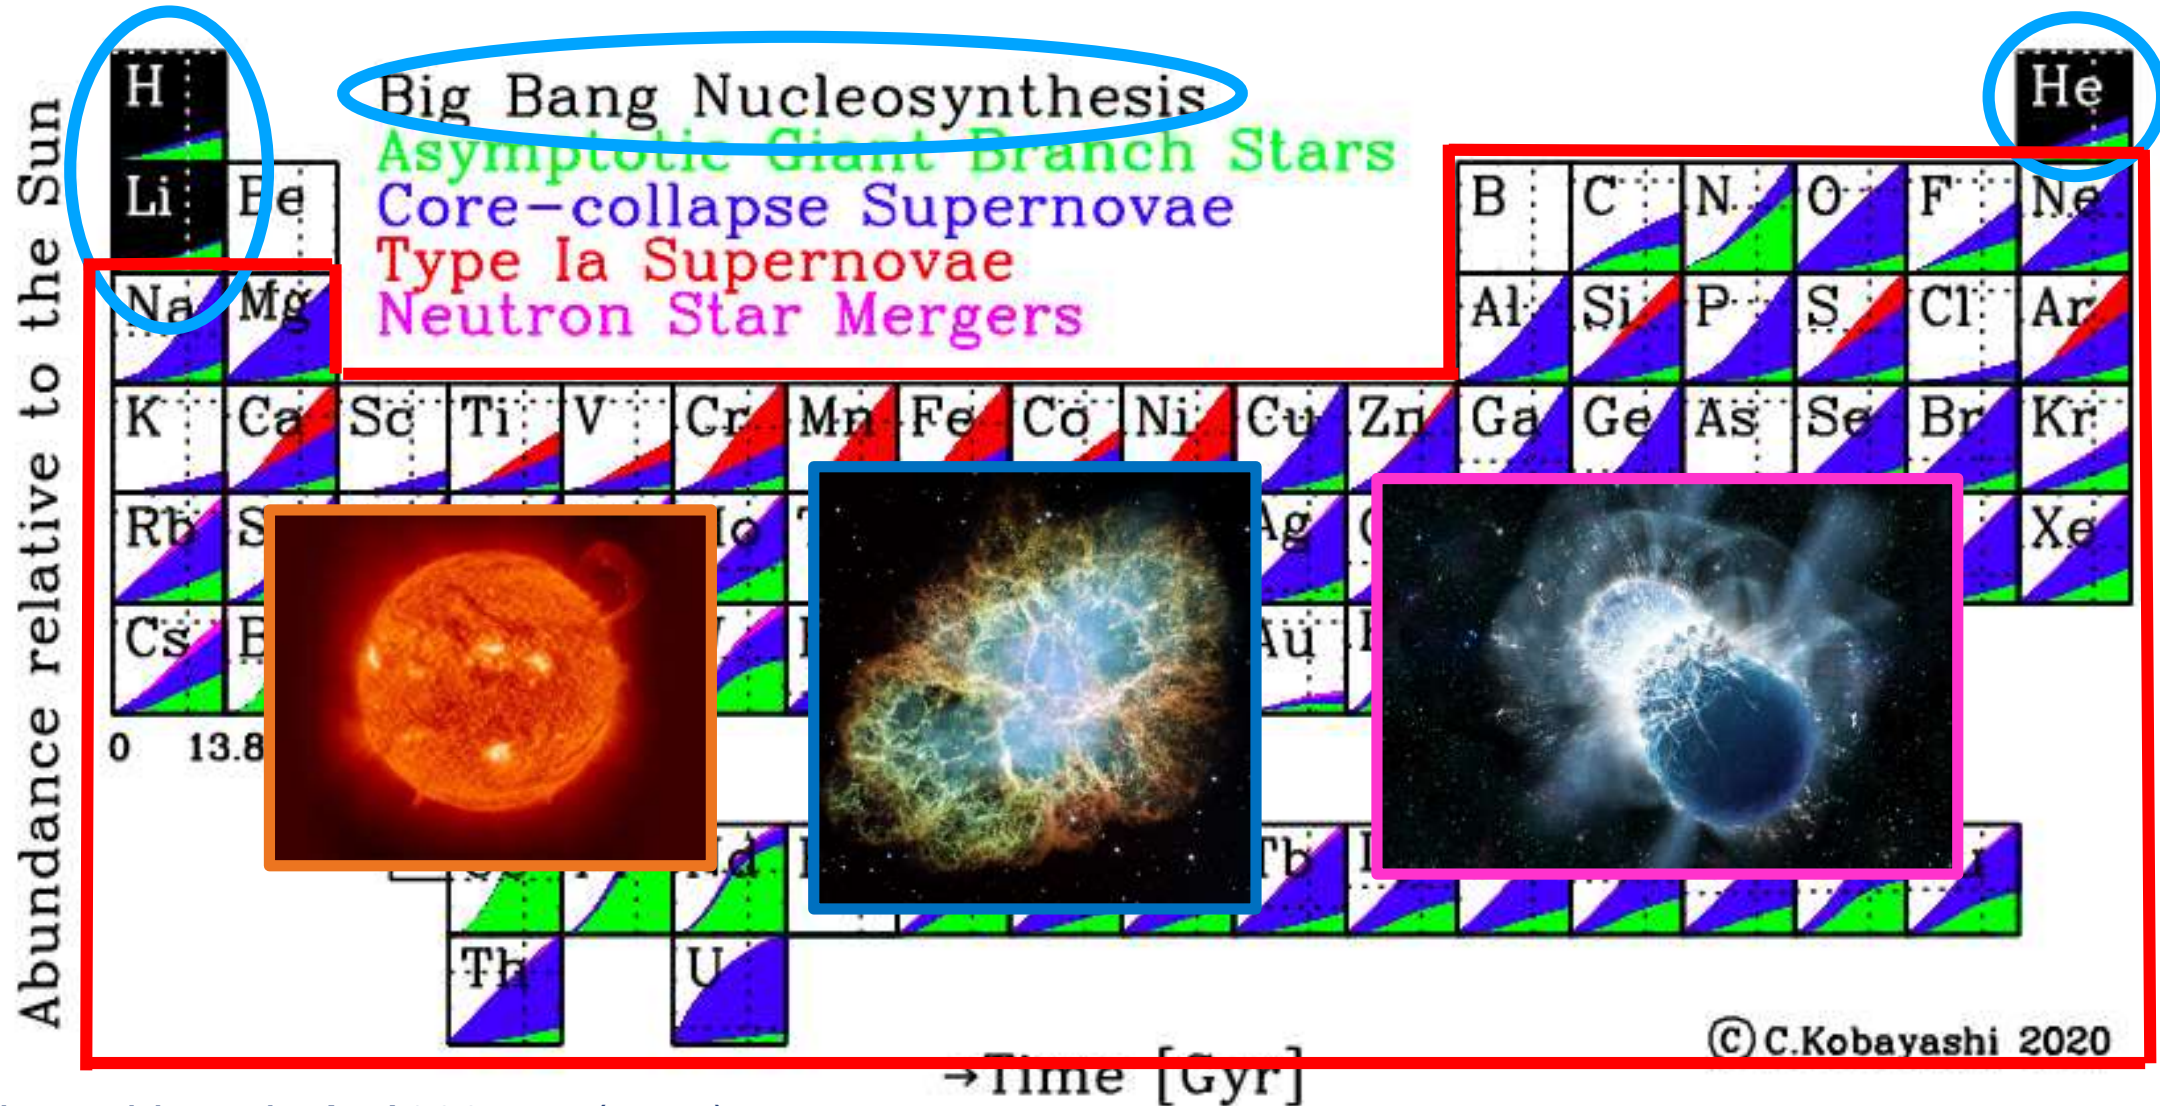 Abundance relative to the Sun
H
He
Big Bang Nucleosynthesis
Asymptotic Giant Branch Stars
Core-collapse Supernovae
Type Ia Supernovae
Neutron Star Mergers
Li Be
B C N O F Ne
Na Mg
Al Si P S Cl Ar
K Ca Sc Ti V Cr Mn Fe Co Ni Cu Zn Ga Ge As Se Br Kr
Rb Ag Xe
Cs Au
0 13.8
Nd Tb
Th U
©C.Kobayashi 2020
→Time [Gyr]